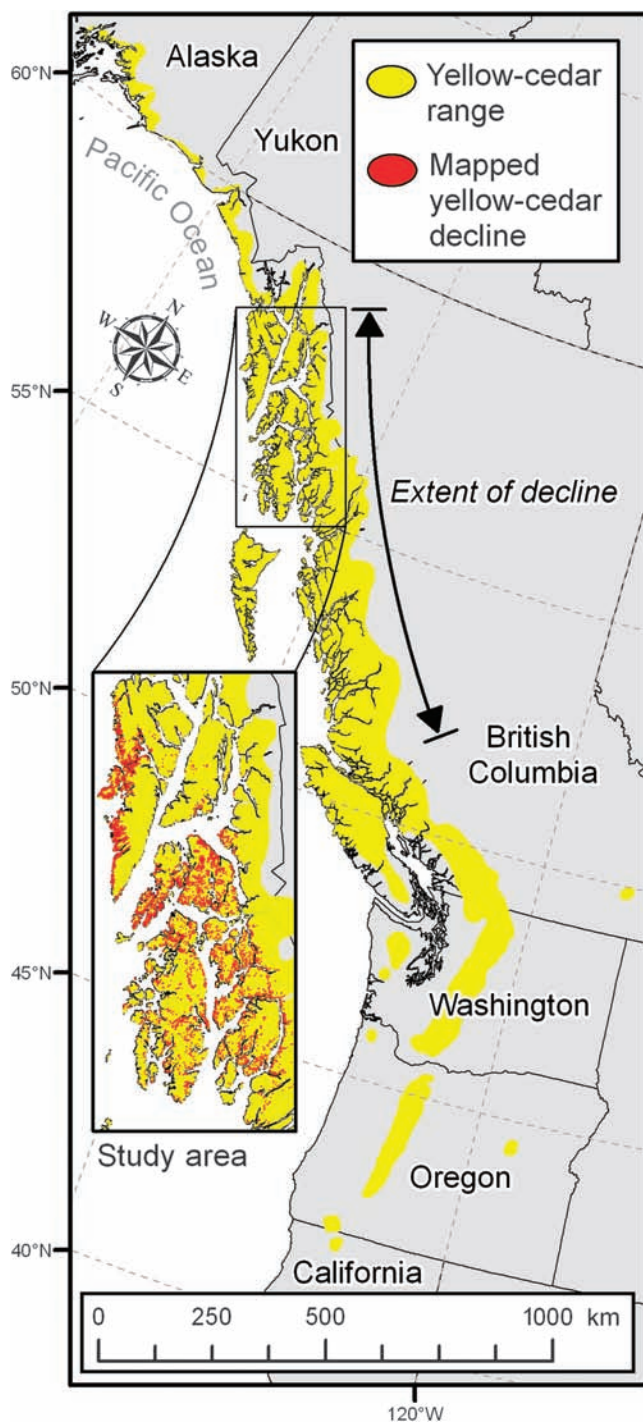 60°N
Alaska
Yukon
Yellow-cedar
range
Mapped
yellow-cedar
decline
Pacific Ocean
N
W
E
S
55°N
Extent of decline
50°N
British
Columbia
45°N
Washington
Study area
Oregon
40°N
California
0 250 500 1000 km
120°W